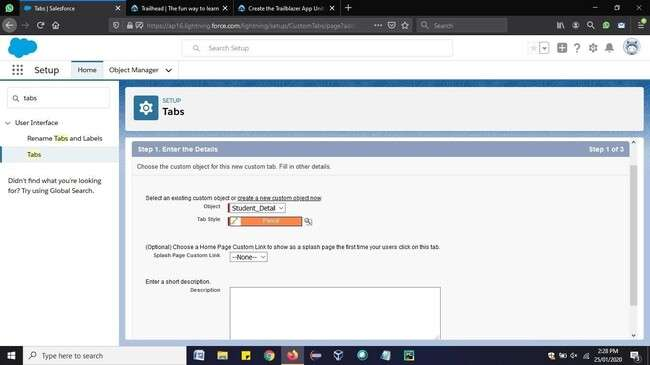 Tabs | Salesforce
Trailhead | The fun way to learn
Create the Trailblazer App Unit
https://ap16.lightning.force.com/lightning/setup/CustomTabs/page?add
Search
salesforce
Search Setup
Setup
Home
Object Manager
tabs
User Interface
Rename Tabs and Labels
Tabs
Didn't find what you're looking
for? Try using Global Search.
SETUP
Tabs
Step 1. Enter the Details
Step 1 of 3
Choose the custom object for this new custom tab. Fill in other details.
Select an existing custom object or create a new custom object now.
Object
Student_Detail
Tab Style
Pencil
(Optional) Choose a Home Page Custom Link to show as a splash page the first time your users click on this tab.
Splash Page Custom Link
--None--
Enter a short description.
Description
Type here to search
2:28 PM
25/01/2020